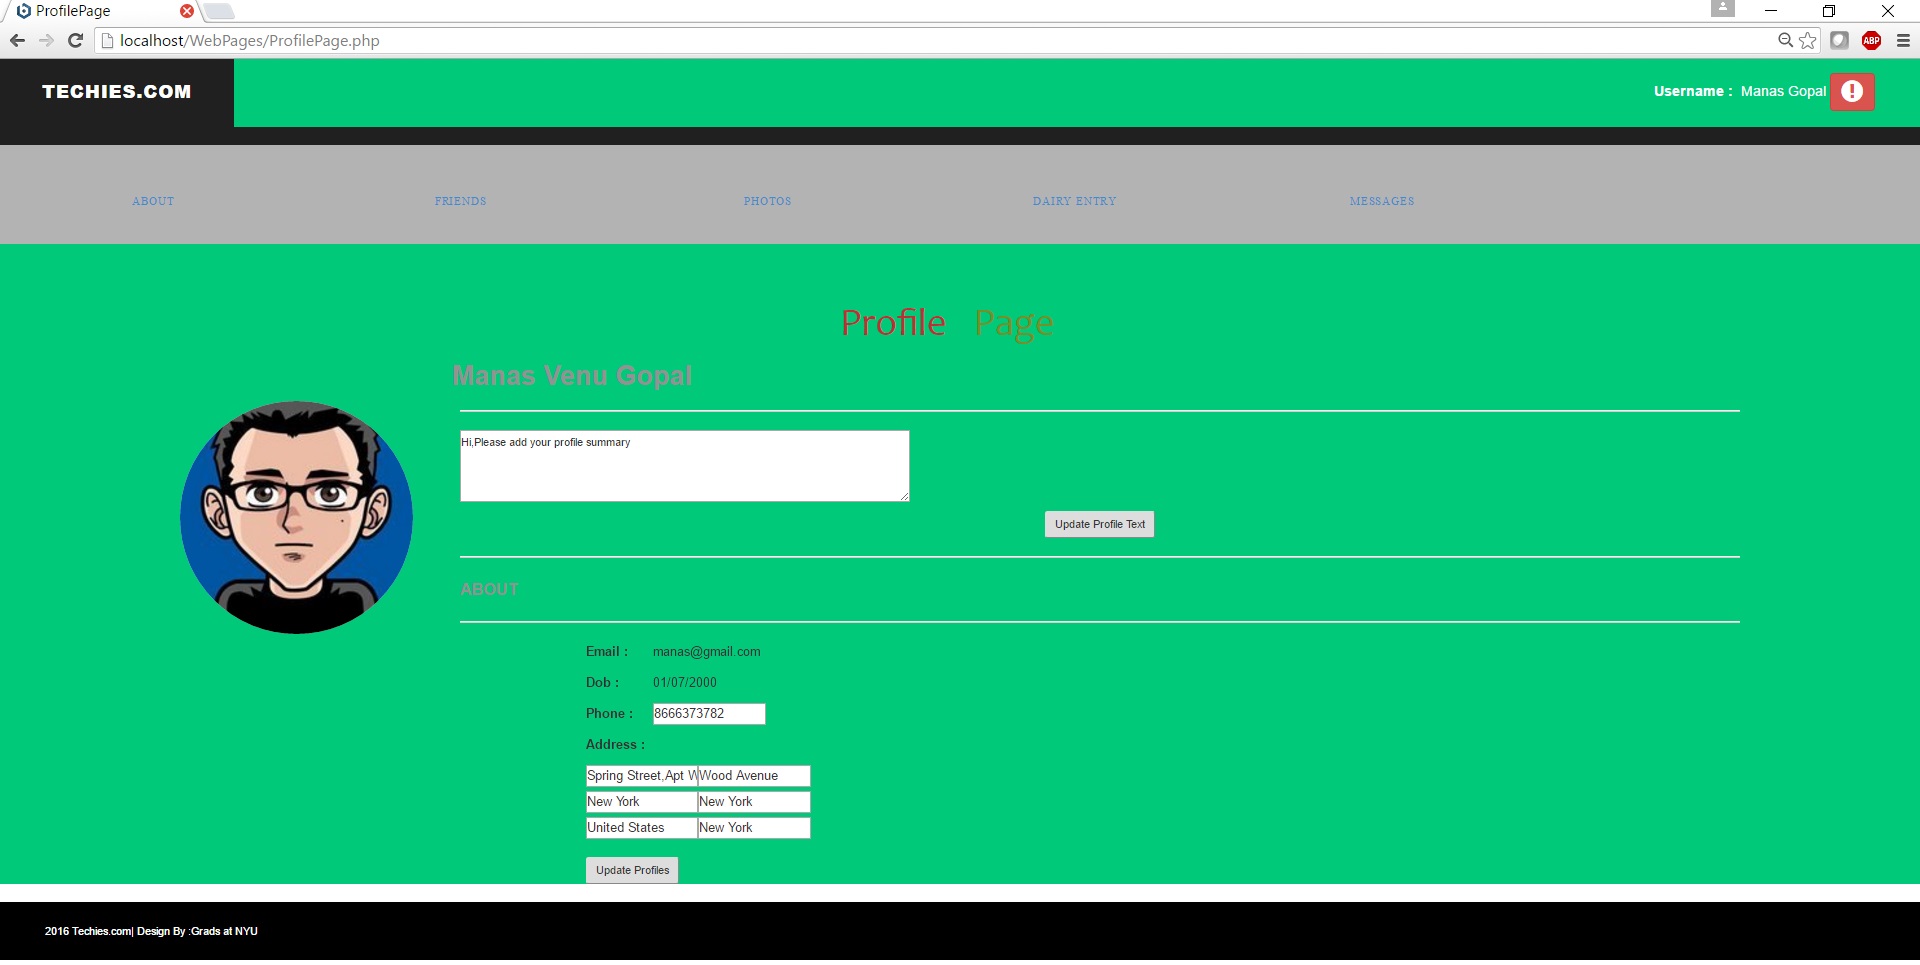 ProfilePage
localhost/WebPages/ProfilePage.php
ABP
TECHIES.COM
Username : Manas Gopal
ABOUT FRIENDS PHOTOS DAIRY ENTRY MESSAGES
Profile Page
Manas Venu Gopal
Hi,Please add your profile summary
Update Profile Text
ABOUT
Email : manas@gmail.com
Dob : 01/07/2000
Phone : 8666373782
Address :
Spring Street,Apt W Wood Avenue
New York New York
United States New York
Update Profiles
2016 Techies.com| Design By :Grads at NYU